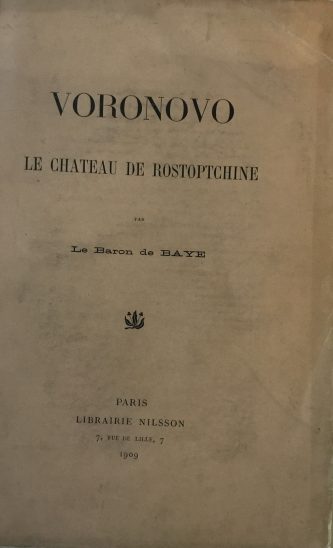 VORONOVO
LE CHATEAU DE ROSTOPTCHINE
PAR
Le Baron de BAYE
PARIS
LIBRAIRIE NILSSON
7, RUE DE LILLE, 7
1909